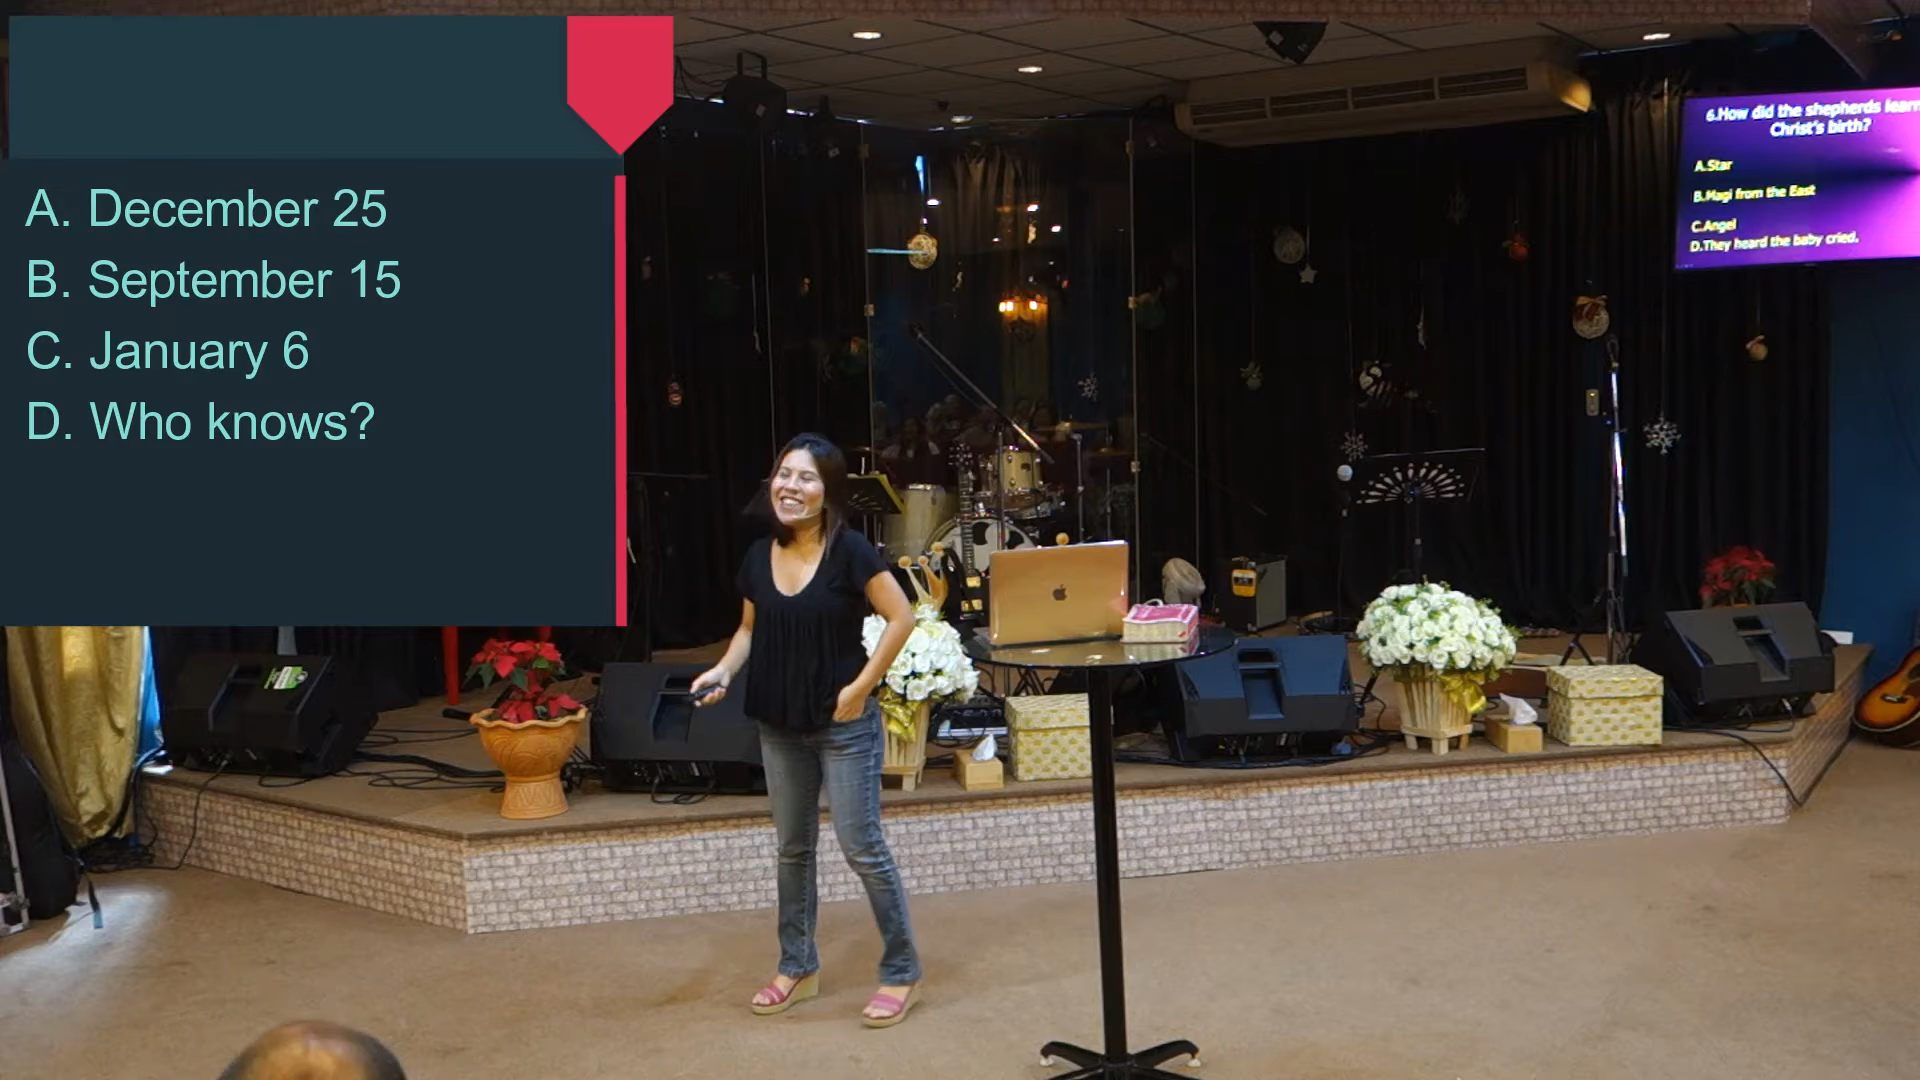 A. December 25
B. September 15
C. January 6
D. Who knows?
6.How did the shepherds learn
Christ's birth?
A.Star
B.Magi from the East
C.Angel
D.They heard the baby cried.